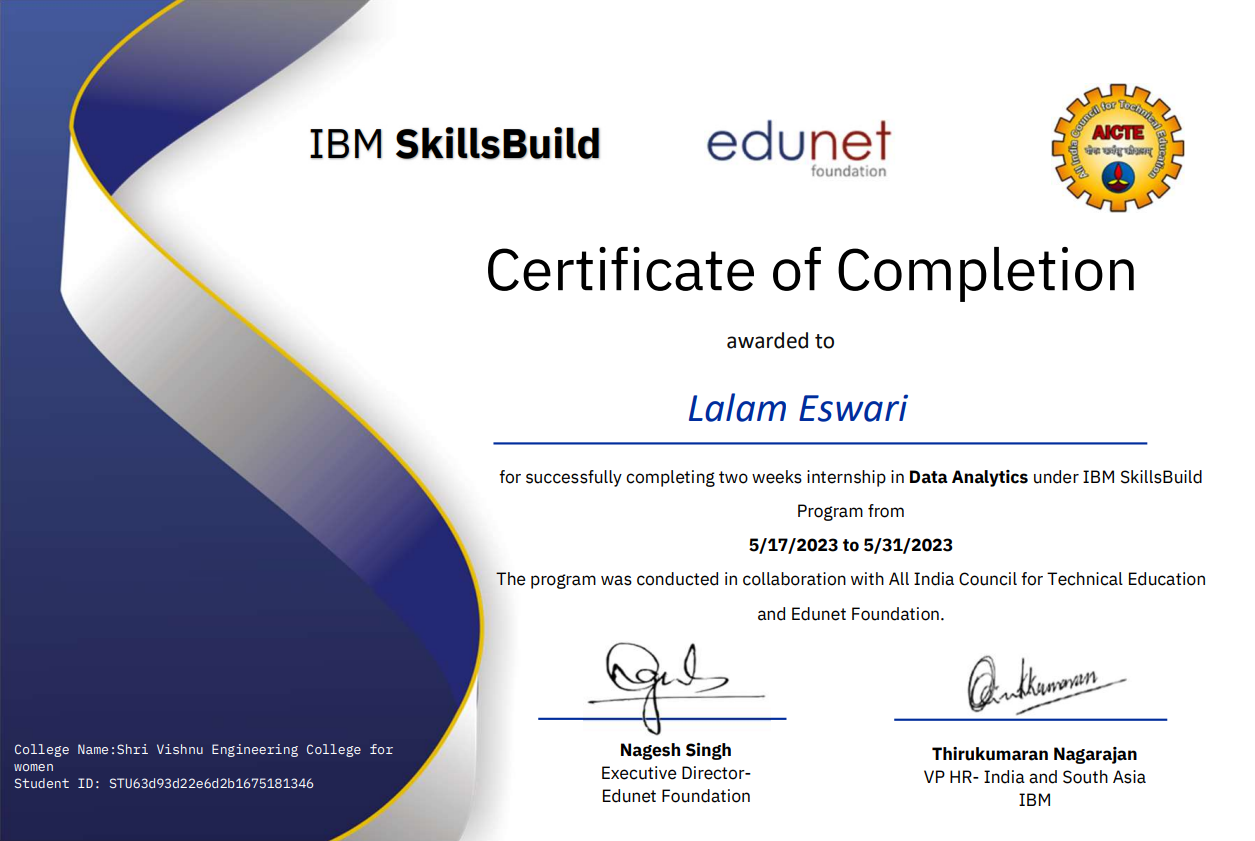 IBM SkillsBuild
edunet
foundation
All India Council for Technical Education
AICTE
Certificate of Completion
awarded to
Lalam Eswari
for successfully completing two weeks internship in Data Analytics under IBM SkillsBuild
Program from
5/17/2023 to 5/31/2023
The program was conducted in collaboration with All India Council for Technical Education
and Edunet Foundation.
Nagesh Singh
Executive Director-
Edunet Foundation
Thirukumaran Nagarajan
VP HR- India and South Asia
IBM
College Name:Shri Vishnu Engineering College for
women
Student ID: STU63d93d22e6d2b1675181346